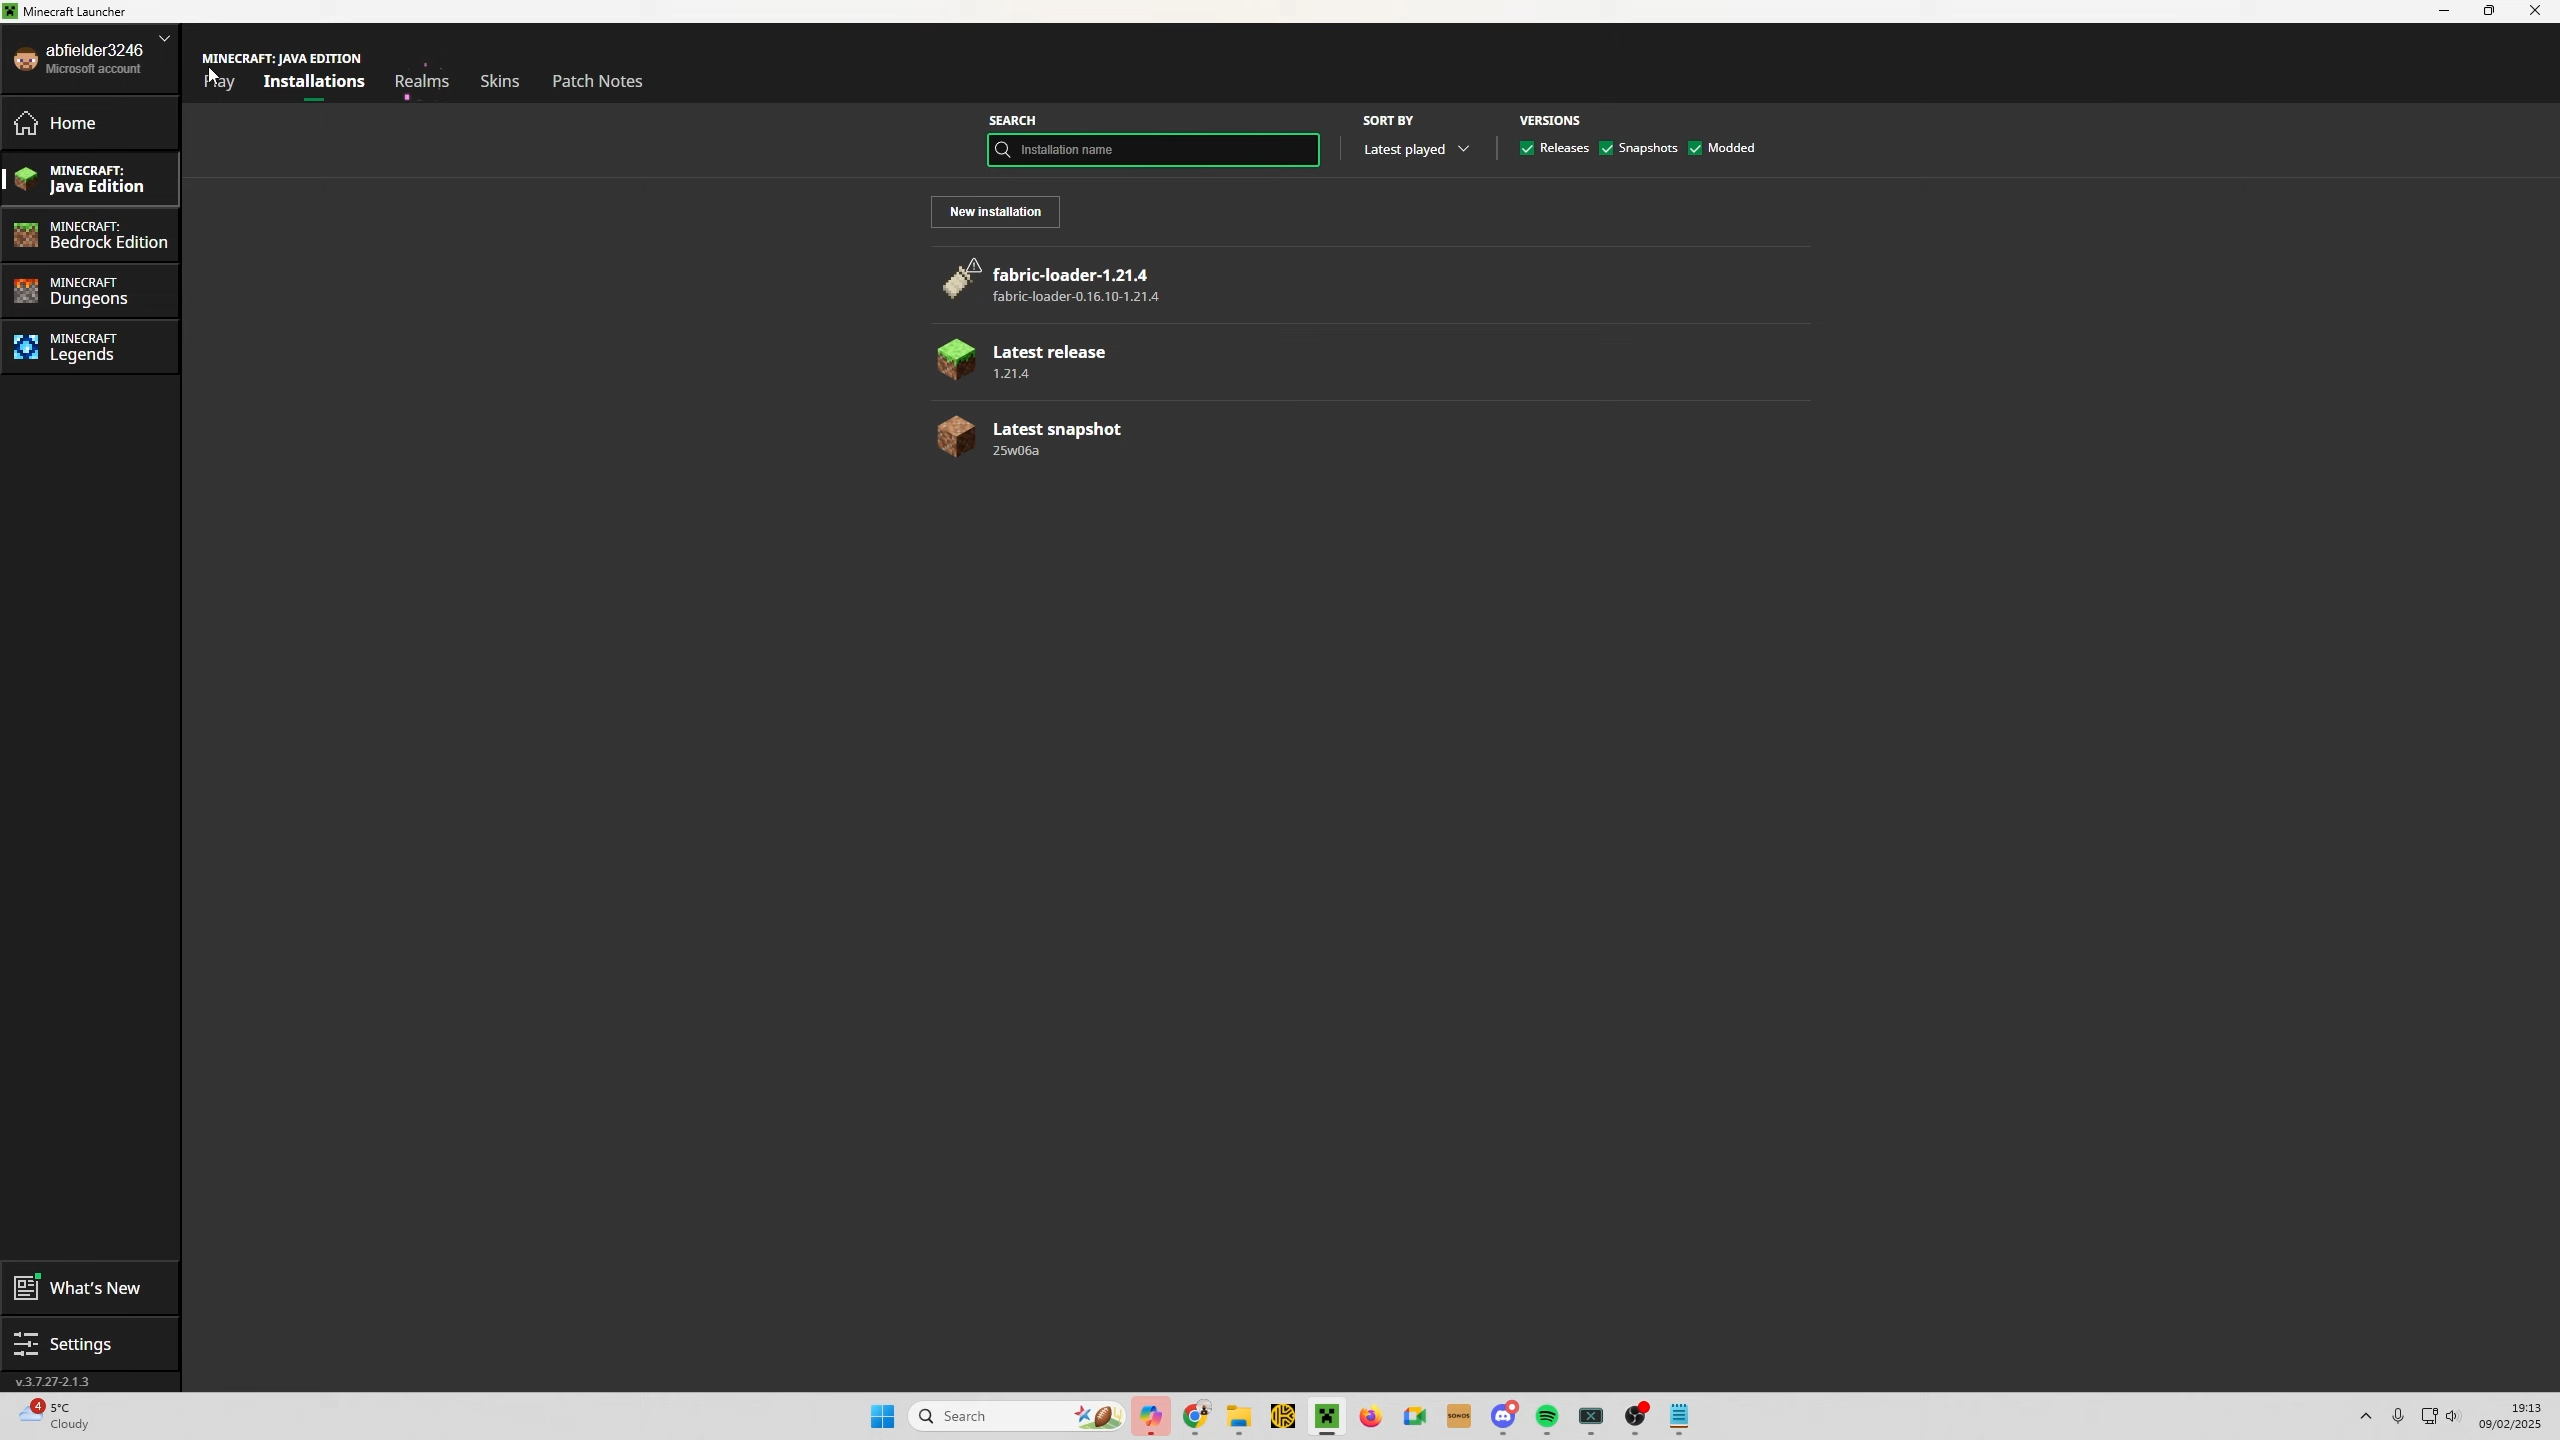 Minecraft Launcher
abfielder3246
Microsoft account
Home
MINECRAFT:
Java Edition
MINECRAFT:
Bedrock Edition
MINECRAFT
Dungeons
MINECRAFT
Legends
What's New
Settings
v.3.7.27-2.1.3
MINECRAFT: JAVA EDITION
Play Installations Realms Skins Patch Notes
SEARCH SORT BY VERSIONS
Installation name Latest played Releases Snapshots Modded
New installation
fabric-loader-1.21.4
fabric-loader-0.16.10-1.21.4
Latest release
1.21.4
Latest snapshot
25w06a
4
5°C
Cloudy
Search
SONOS
19:13
09/02/2025